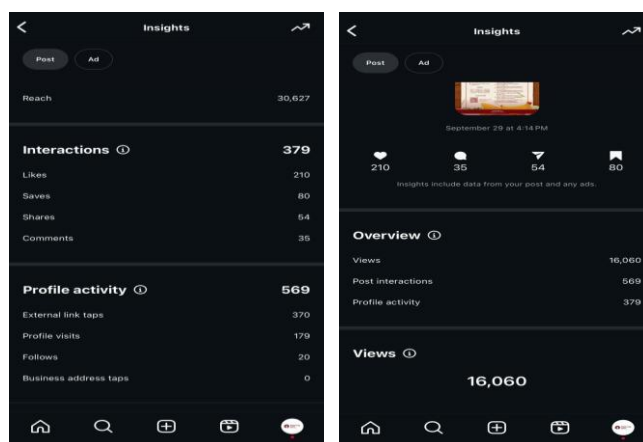 Insights
Post
Ad
Reach 30,627
Interactions 379
Likes 210
Saves 80
Shares 54
Comments 35
Profile activity 569
External link taps 370
Profile visits 179
Follows 20
Business address taps 0
Insights
Post
Ad
September 29 at 4:14 PM
210 35 54 80
Insights include data from your post and any ads.
Overview
Views 16,060
Post interactions 569
Profile activity 379
Views
16,060